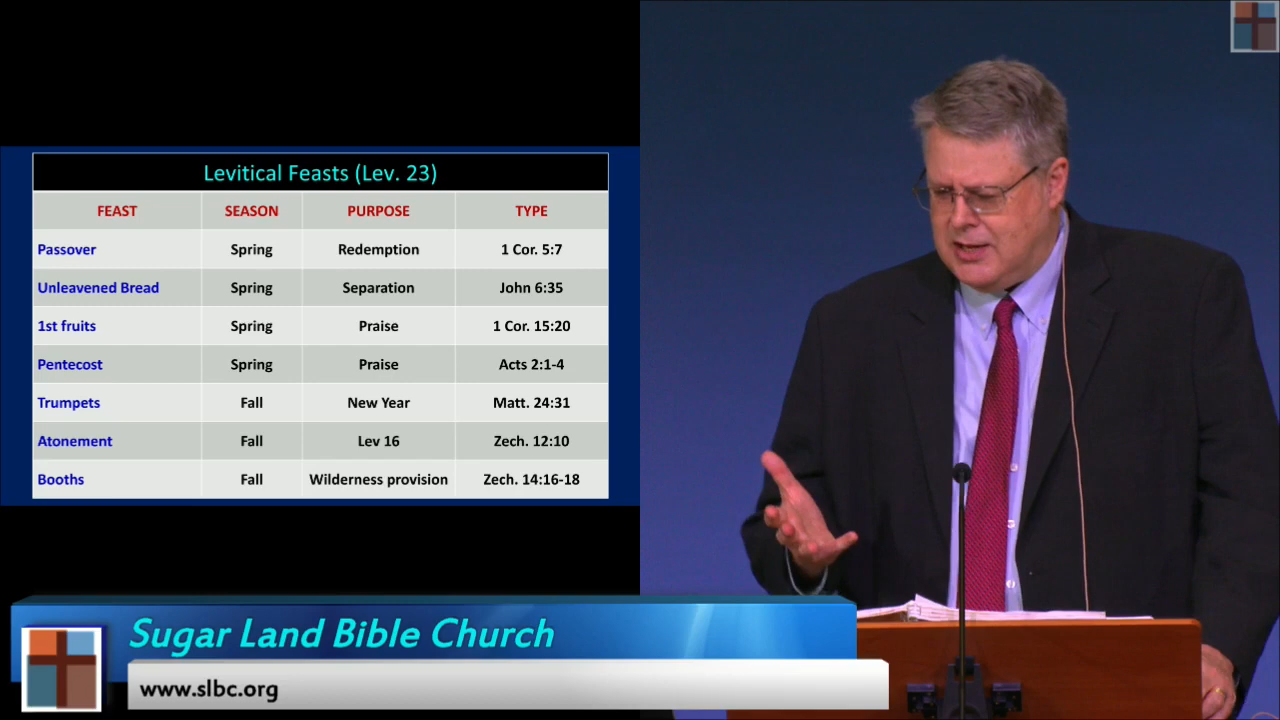 Levitical Feasts (Lev. 23)
FEAST SEASON PURPOSE TYPE
Passover Spring Redemption 1 Cor. 5:7
Unleavened Bread Spring Separation John 6:35
1st fruits Spring Praise 1 Cor. 15:20
Pentecost Spring Praise Acts 2:1-4
Trumpets Fall New Year Matt. 24:31
Atonement Fall Lev 16 Zech. 12:10
Booths Fall Wilderness provision Zech. 14:16-18
Sugar Land Bible Church
www.slbc.org